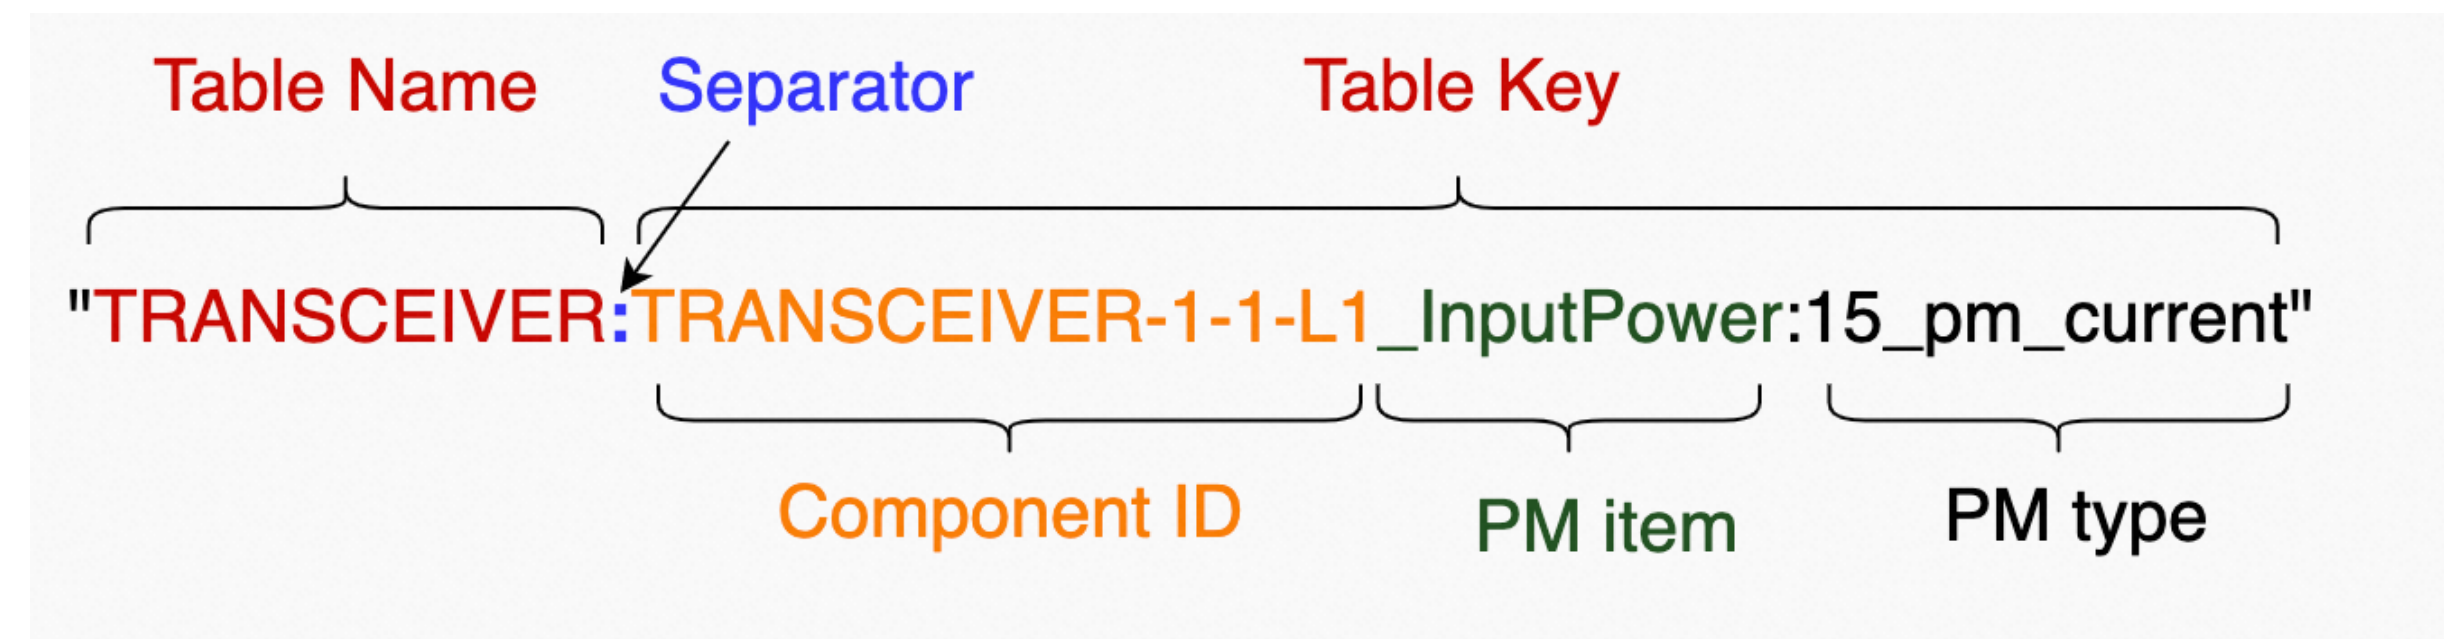 Table Name Separator Table Key
"TRANSCEIVER:TRANSCEIVER-1-1-L1_InputPower:15_pm_current"
Component ID PM item PM type